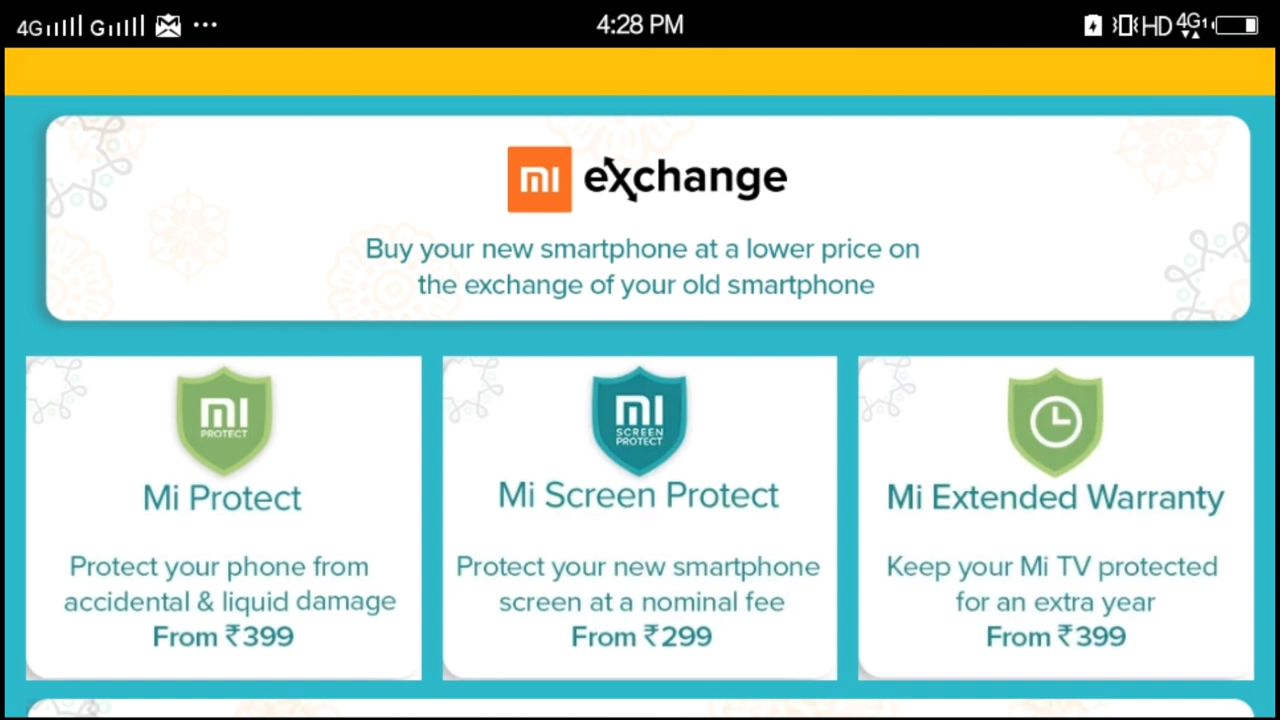 4G G ... 4:28 PM HD 4G 1
mi exchange
Buy your new smartphone at a lower price on
the exchange of your old smartphone
mi
PROTECT
Mi Protect
Protect your phone from
accidental & liquid damage
From ₹399
mi
SCREEN
PROTECT
Mi Screen Protect
Protect your new smartphone
screen at a nominal fee
From ₹299
Mi Extended Warranty
Keep your Mi TV protected
for an extra year
From ₹399